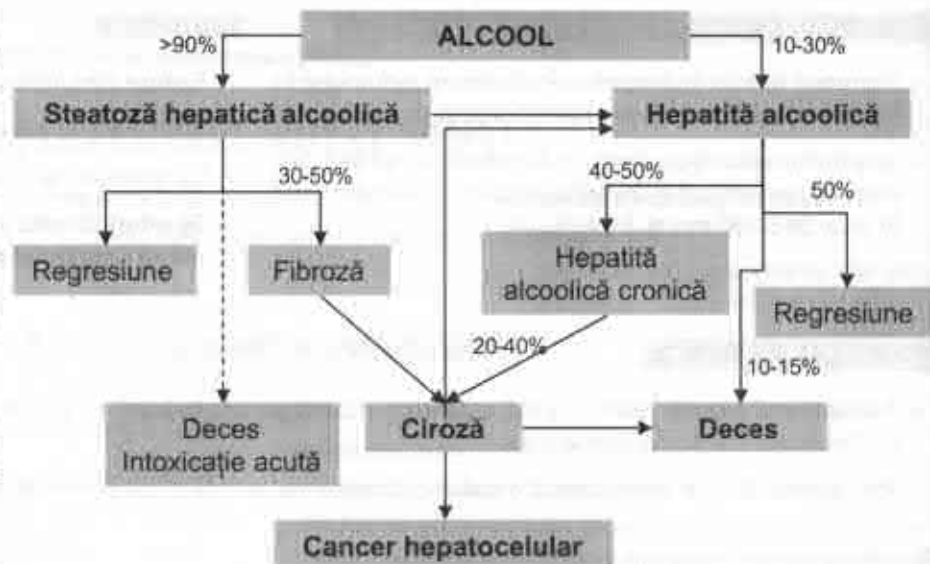 ALCOOL
>90%
10-30%
Steatoză hepatică alcoolică
Hepatită alcoolică
30-50%
40-50%
50%
Regresiune
Fibroză
Hepatită
alcoolică cronică
Regresiune
20-40%
10-15%
Deces
Intoxicație acută
Ciroză
Deces
Cancer hepatocelular